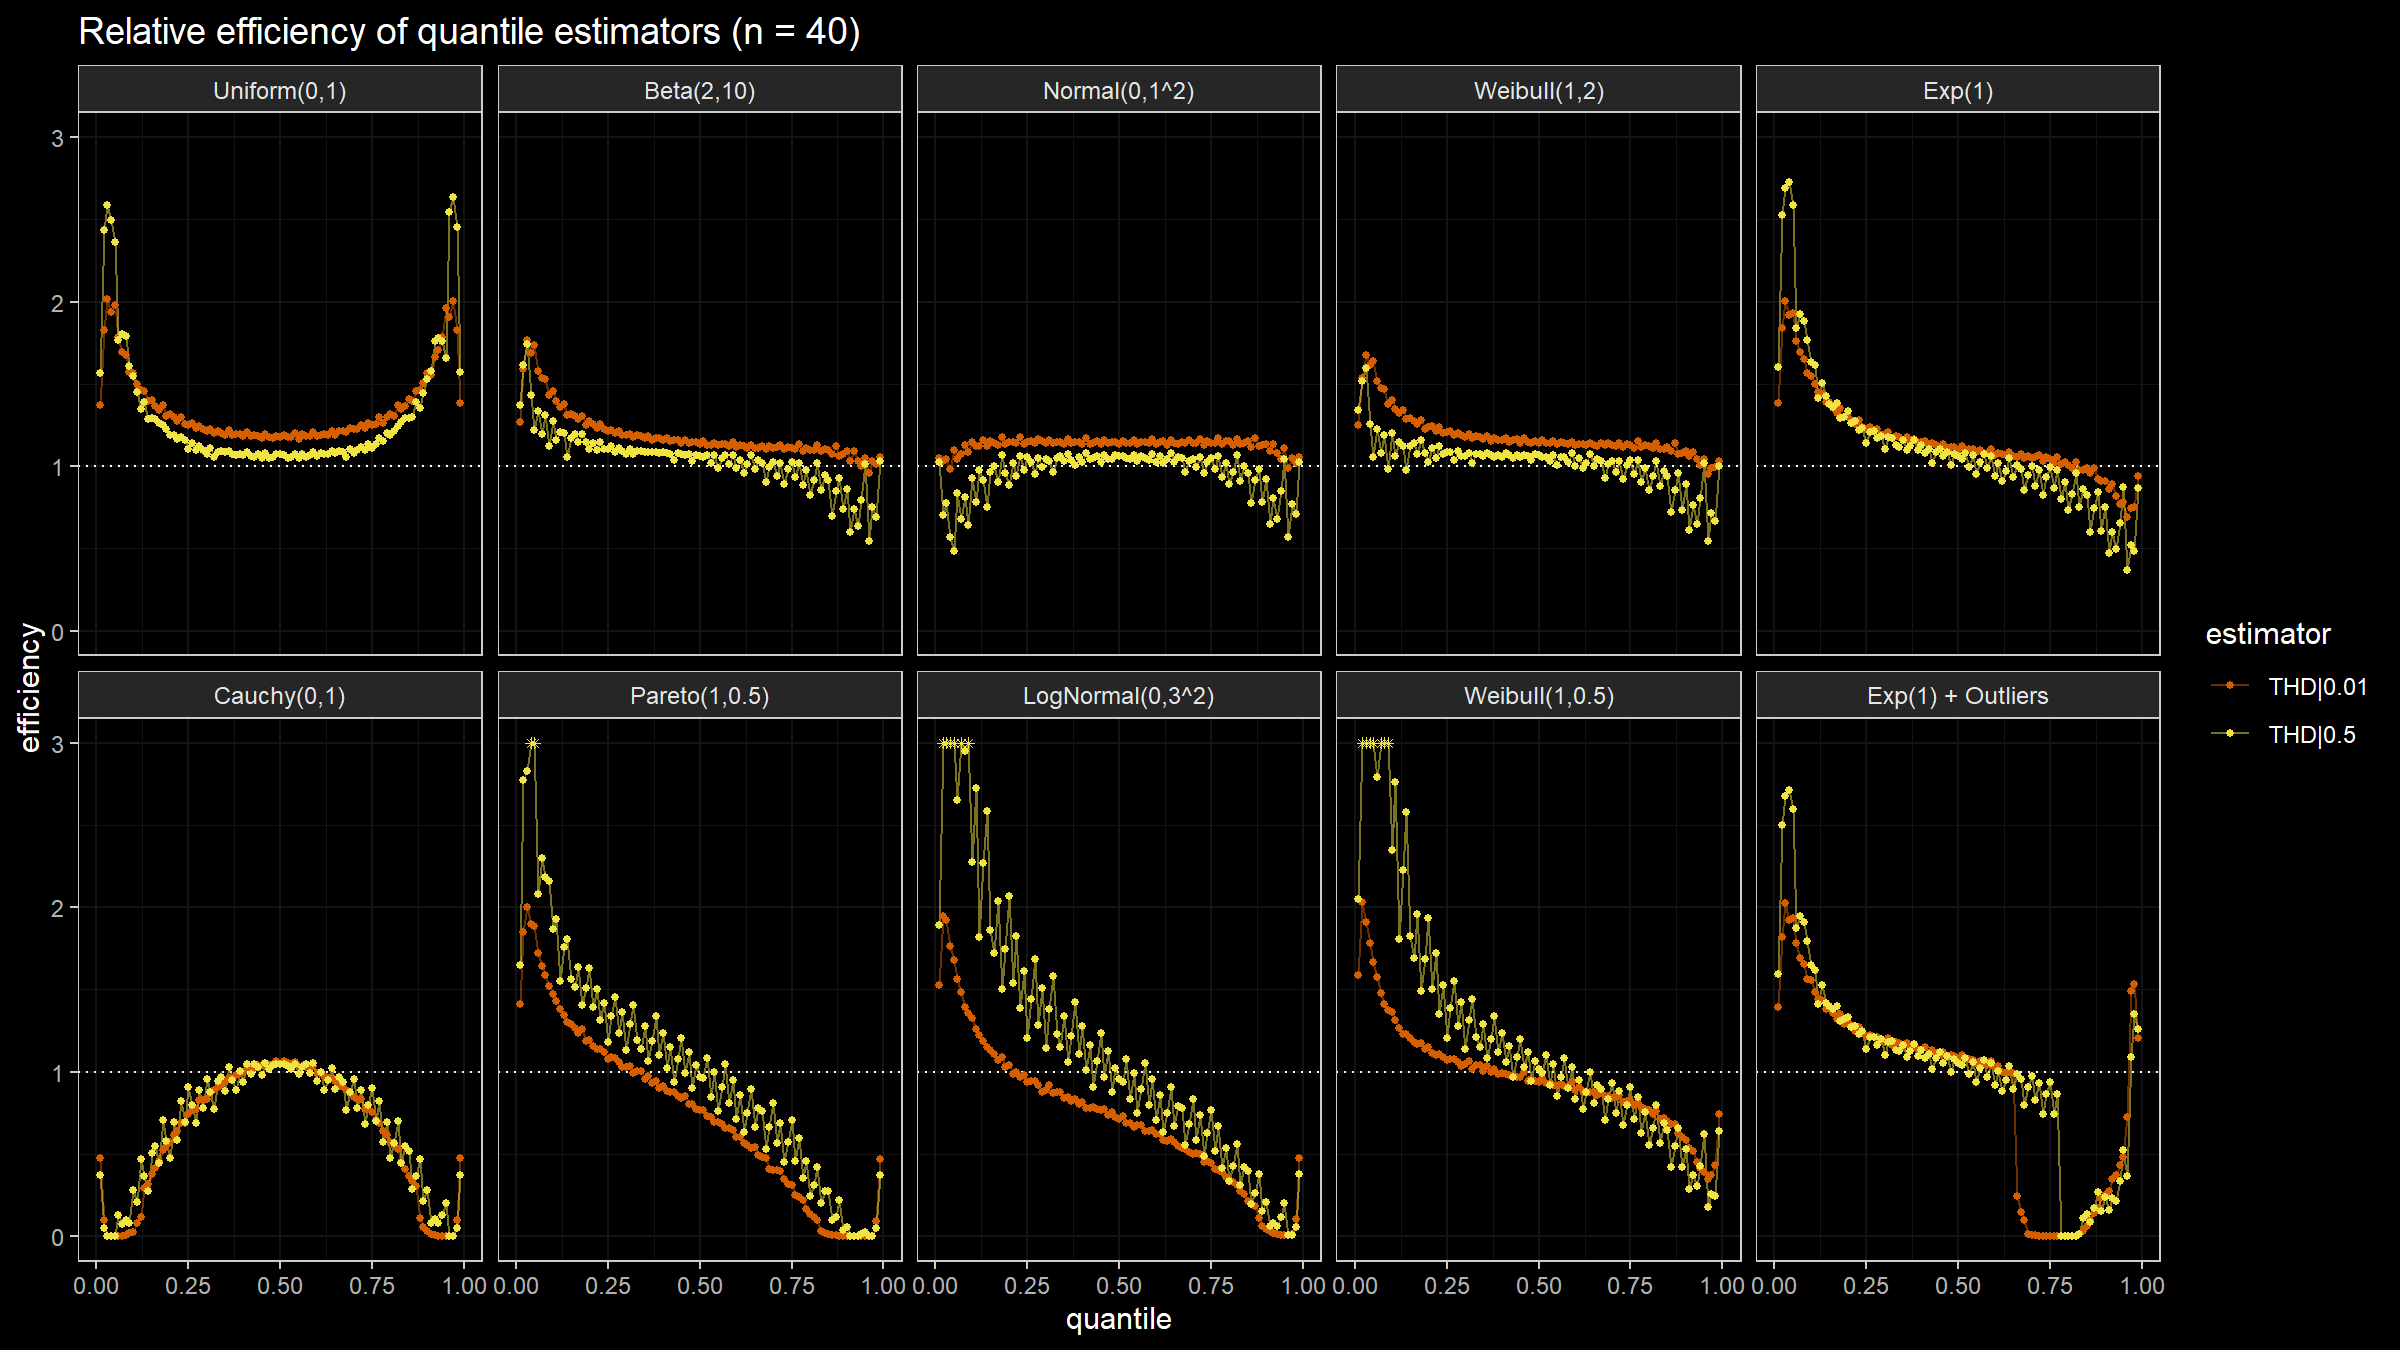 Relative efficiency of quantile estimators (n = 40)
Uniform(0,1)
Beta(2,10)
Normal(0,1^2)
Weibull(1,2)
Exp(1)
3
2
1
0
efficiency
Cauchy(0,1)
Pareto(1,0.5)
LogNormal(0,3^2)
Weibull(1,0.5)
Exp(1) + Outliers
3
2
1
0
0.00 0.25 0.50 0.75 1.00
0.00 0.25 0.50 0.75 1.00
0.00 0.25 0.50 0.75 1.00
0.00 0.25 0.50 0.75 1.00
0.00 0.25 0.50 0.75 1.00
quantile
estimator
THD|0.01
THD|0.5